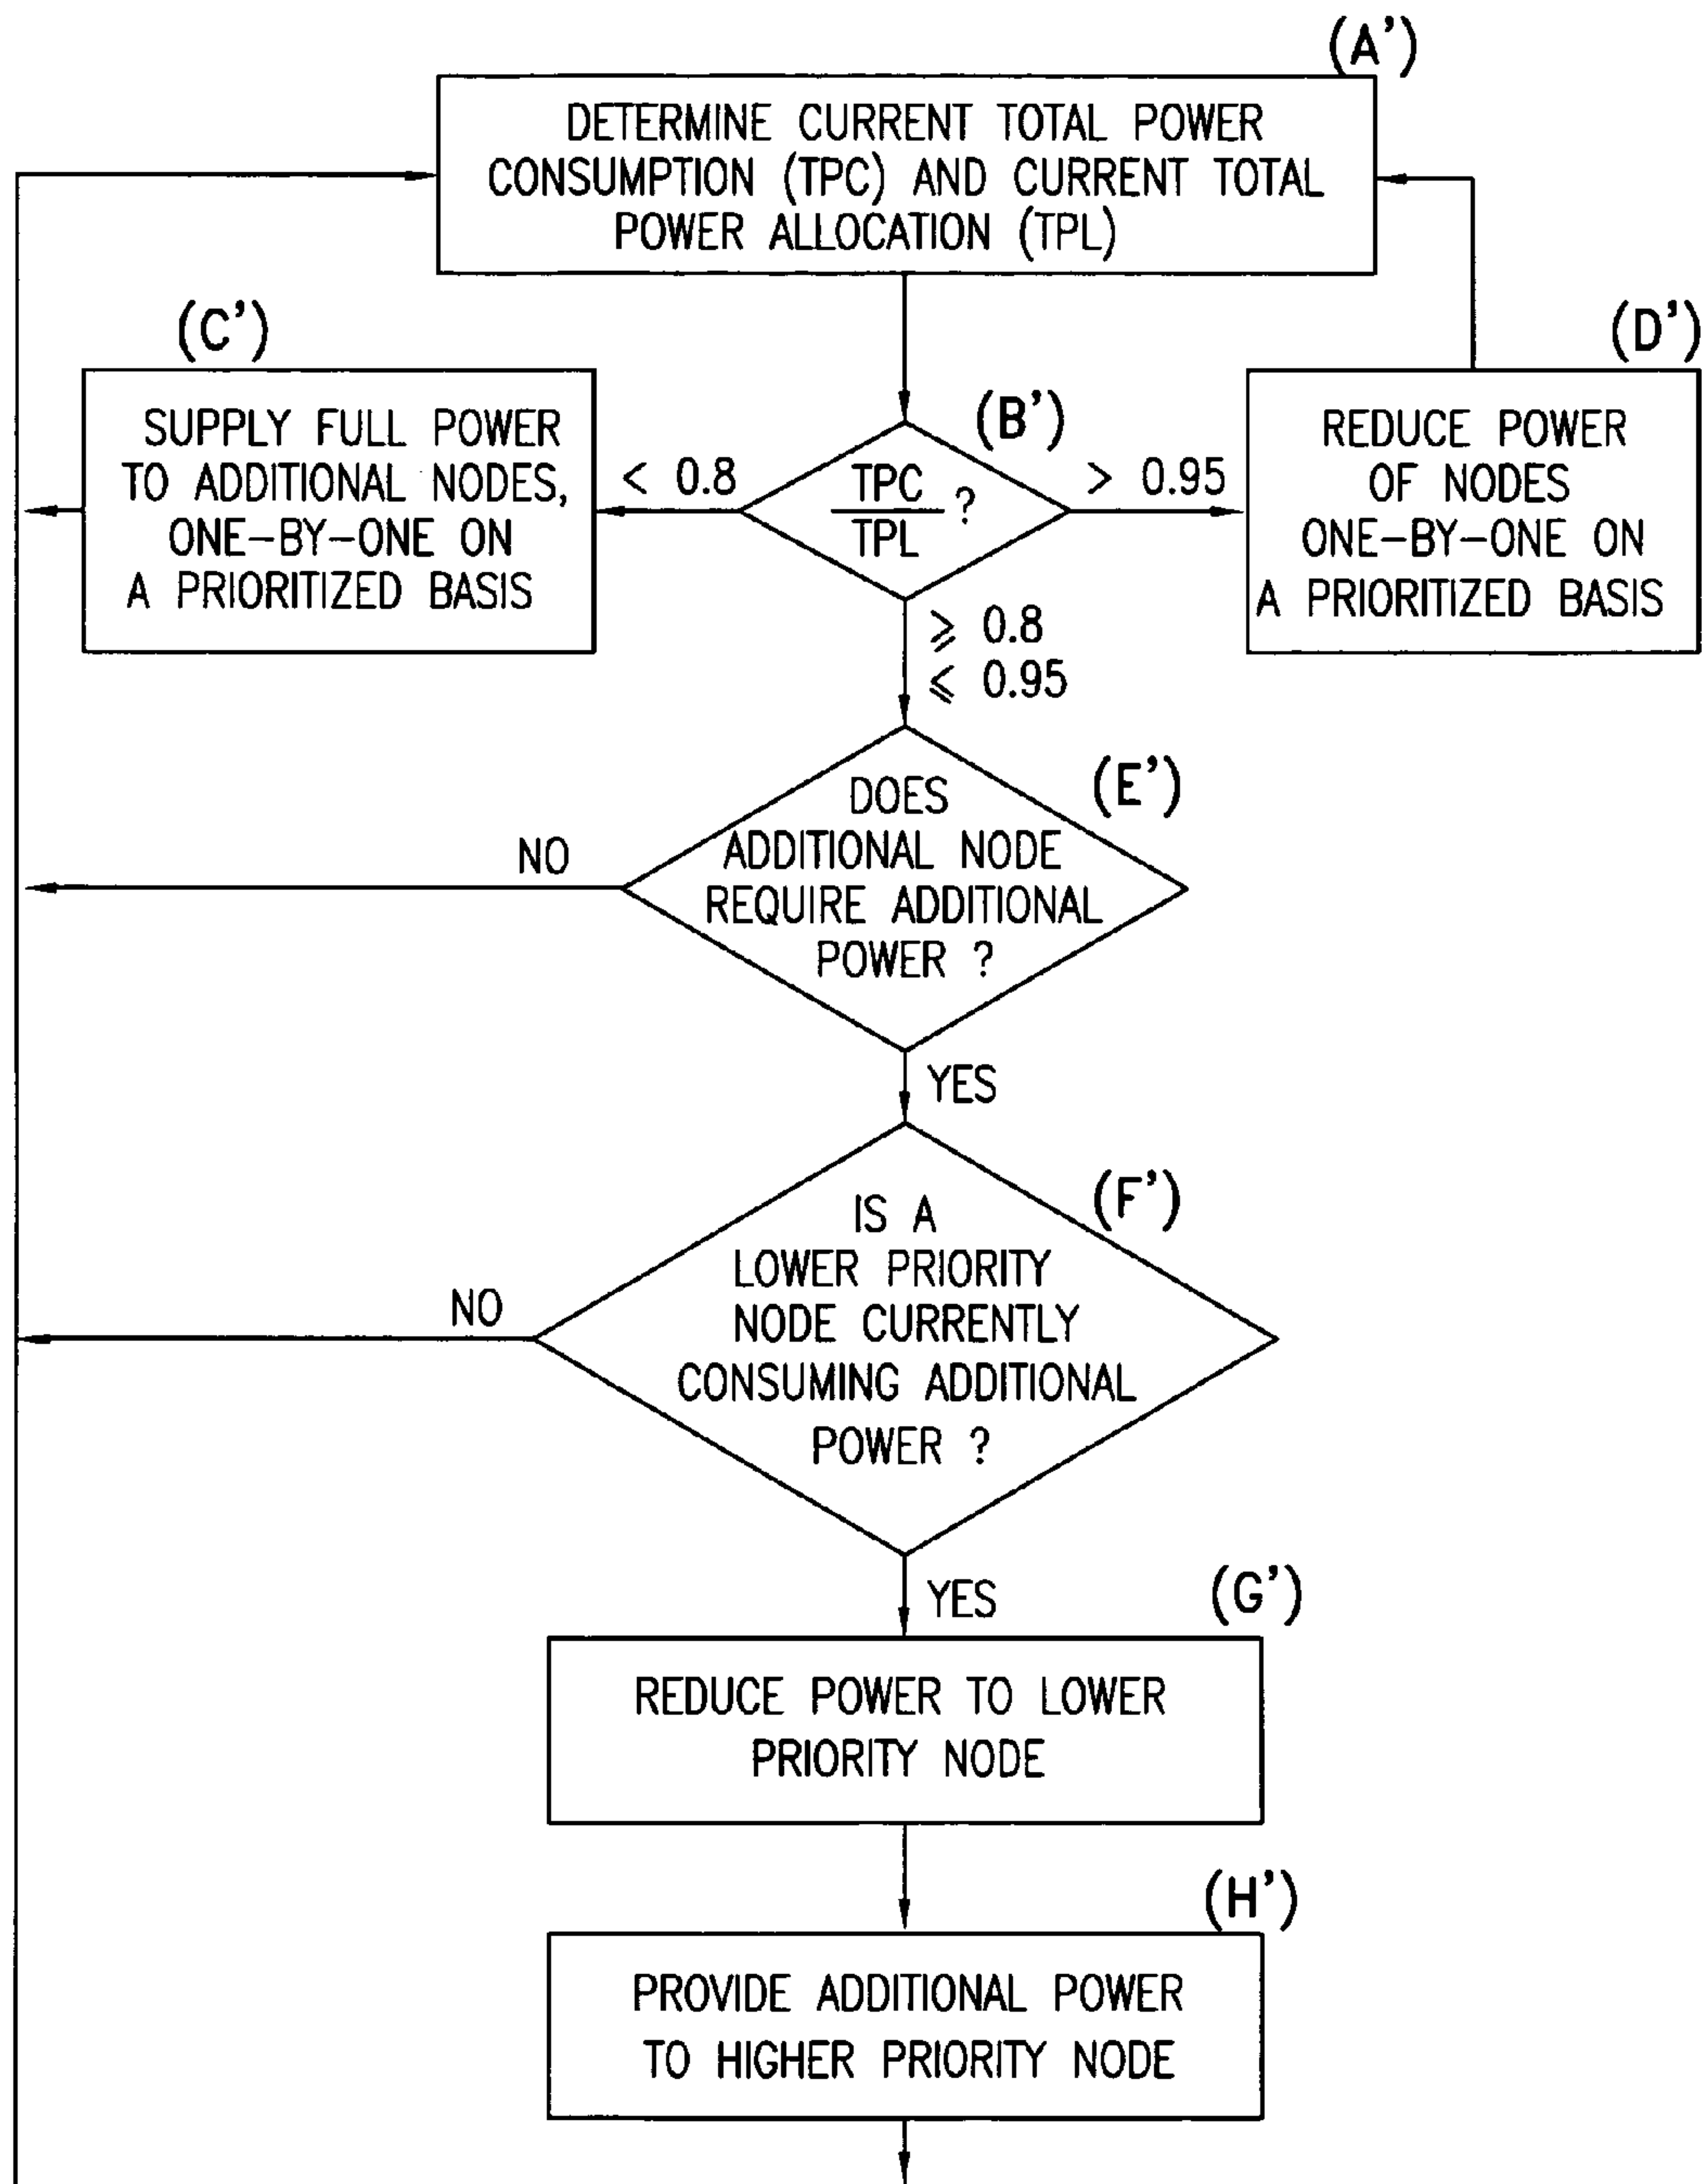 (A')
DETERMINE CURRENT TOTAL POWER
CONSUMPTION (TPC) AND CURRENT TOTAL
POWER ALLOCATION (TPL)
(C')
SUPPLY FULL POWER
TO ADDITIONAL NODES,
ONE-BY-ONE ON
A PRIORITIZED BASIS
< 0.8
(B')
TPC
TPL
?
> 0.95
(D')
REDUCE POWER
OF NODES
ONE-BY-ONE ON
A PRIORITIZED BASIS
⩾ 0.8
⩽ 0.95
(E')
DOES
ADDITIONAL NODE
REQUIRE ADDITIONAL
POWER ?
NO
YES
(F')
IS A
LOWER PRIORITY
NODE CURRENTLY
CONSUMING ADDITIONAL
POWER ?
NO
YES
(G')
REDUCE POWER TO LOWER
PRIORITY NODE
(H')
PROVIDE ADDITIONAL POWER
TO HIGHER PRIORITY NODE